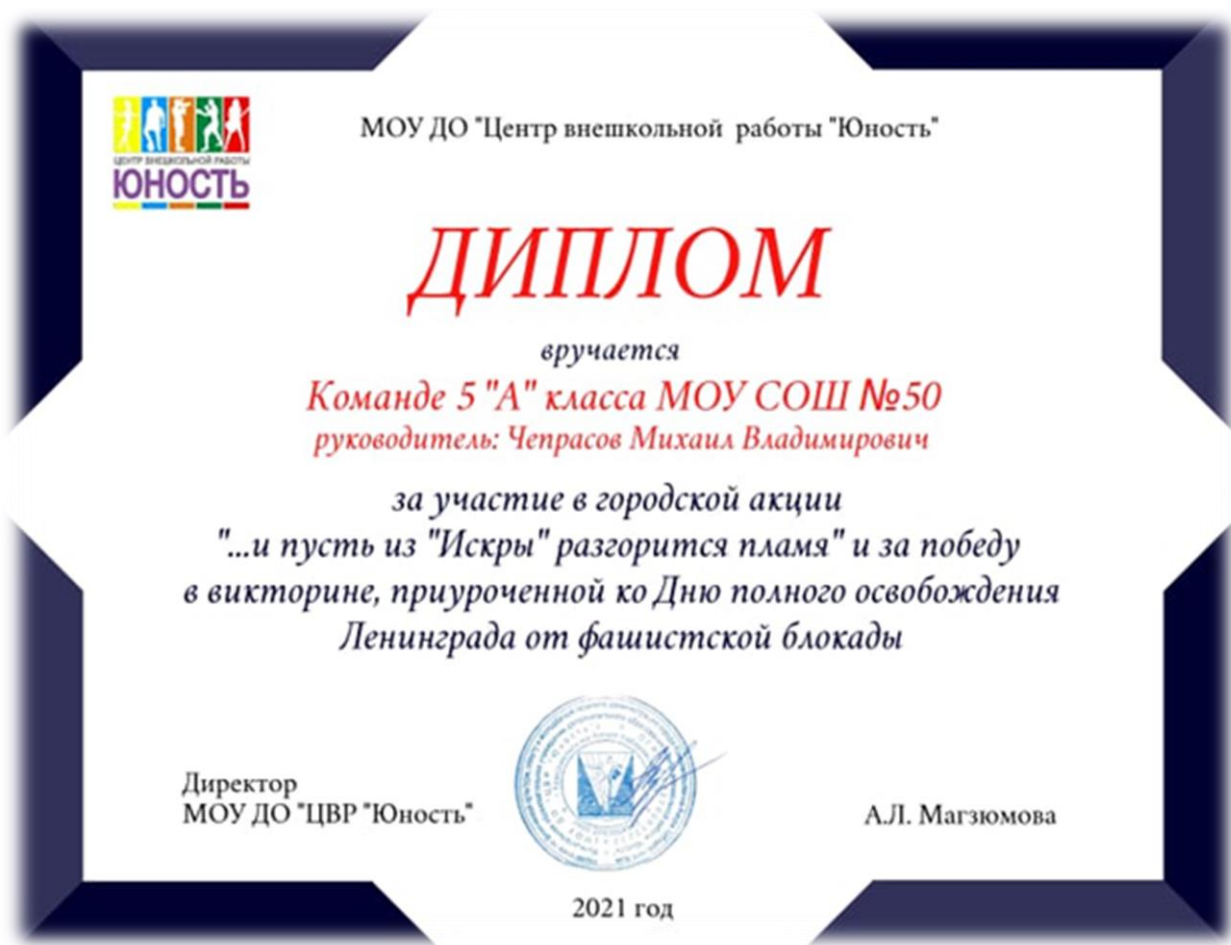 МОУ ДО "Центр внешкольной работы "Юность"
ЦЕНТР ВНЕШКОЛЬНОЙ РАБОТЫ
ЮНОСТЬ
ДИПЛОМ
вручается
Команде 5 "А" класса МОУ СОШ №50
руководитель: Чепрасов Михаил Владимирович
за участие в городской акции
"...и пусть из "Искры" разгорится пламя" и за победу
в викторине, приуроченной ко Дню полного освобождения
Ленинграда от фашистской блокады
Директор
МОУ ДО "ЦВР "Юность"
А.Л. Магзюмова
2021 год